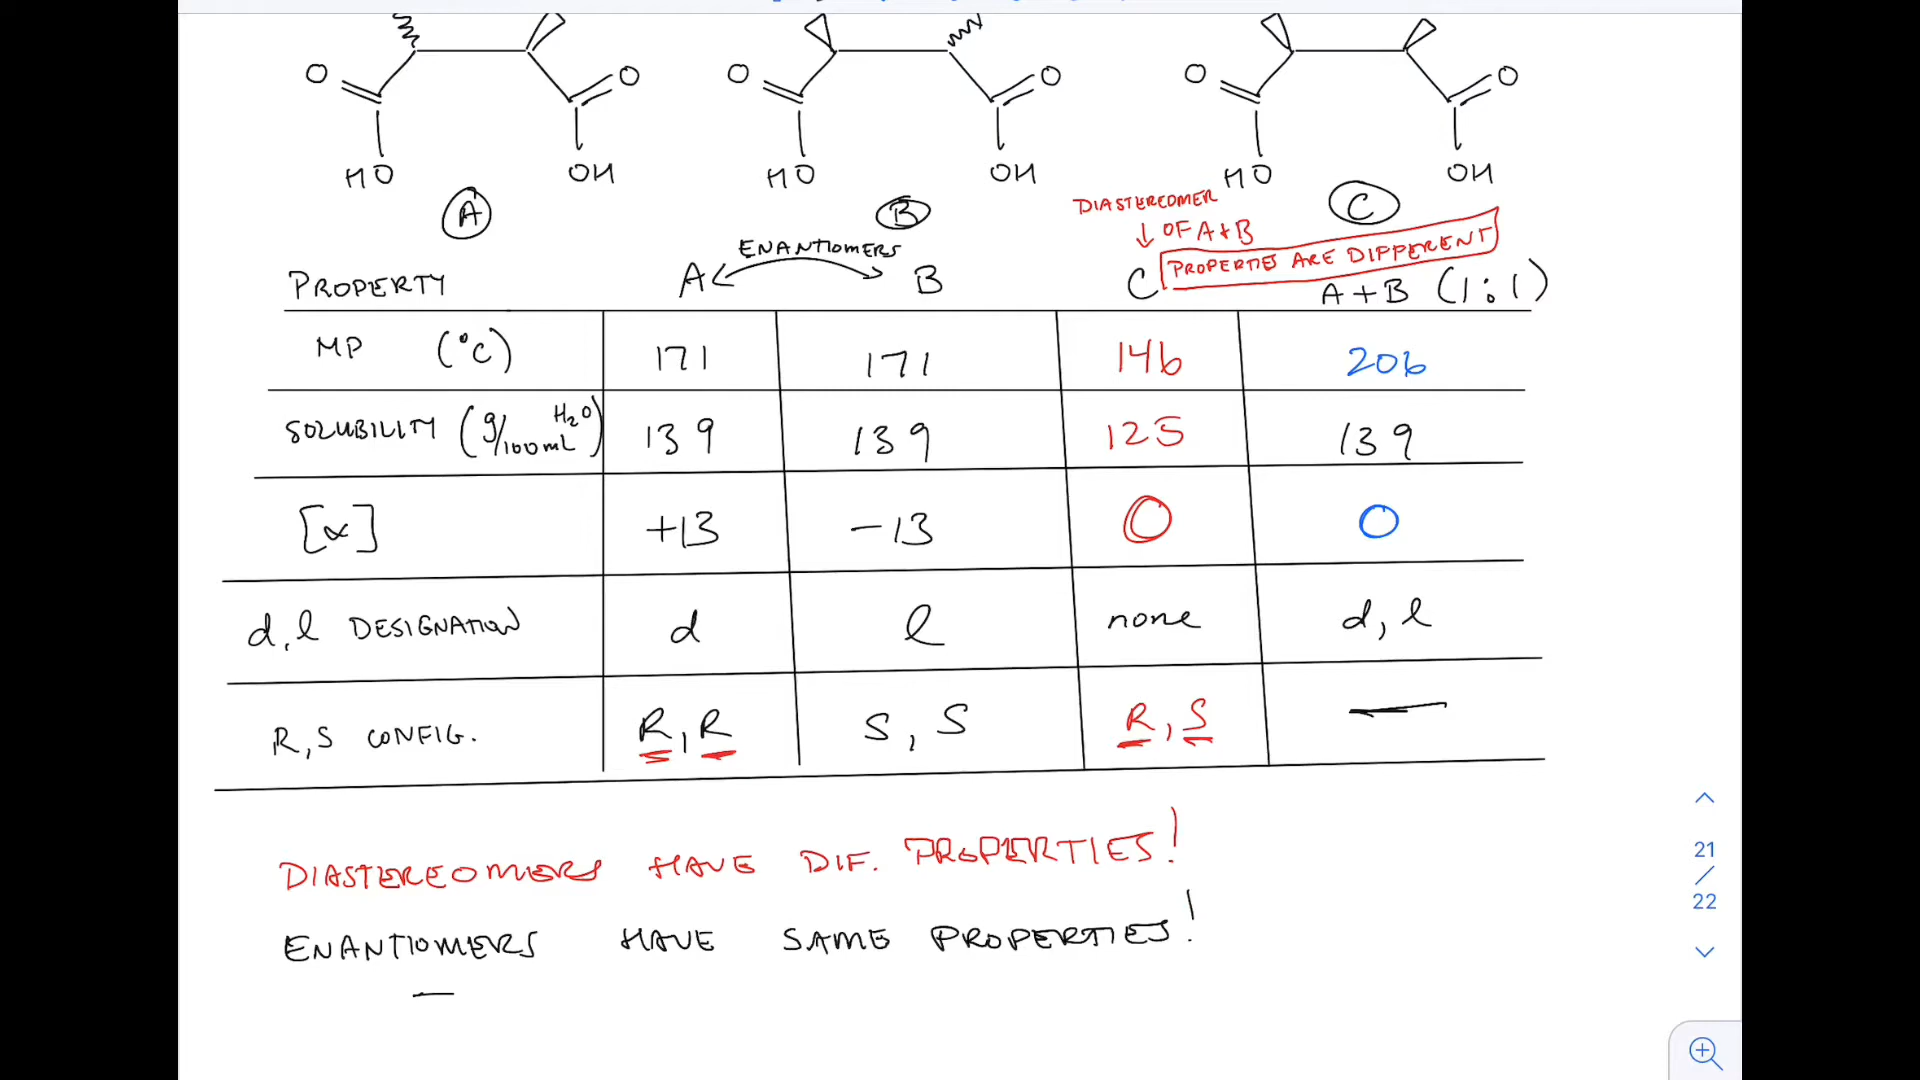 O O O O O O
HO OH HO OH HO OH
A B C
DIASTEREOMER
↓ OF A + B
ENANTIOMERS
PROPERTIES ARE DIFFERENT
PROPERTY A B C A + B (1:1)
MP (°C) 171 171 146 206
SOLUBILITY (g/100mL H2O) 139 139 125 139
[α] +13 -13 0 0
d, l DESIGNATION d l none d, l
R, S CONFIG. R, R S, S R, S —
DIASTEREOMERS HAVE DIF. PROPERTIES!
ENANTIOMERS HAVE SAME PROPERTIES!
21
/
22